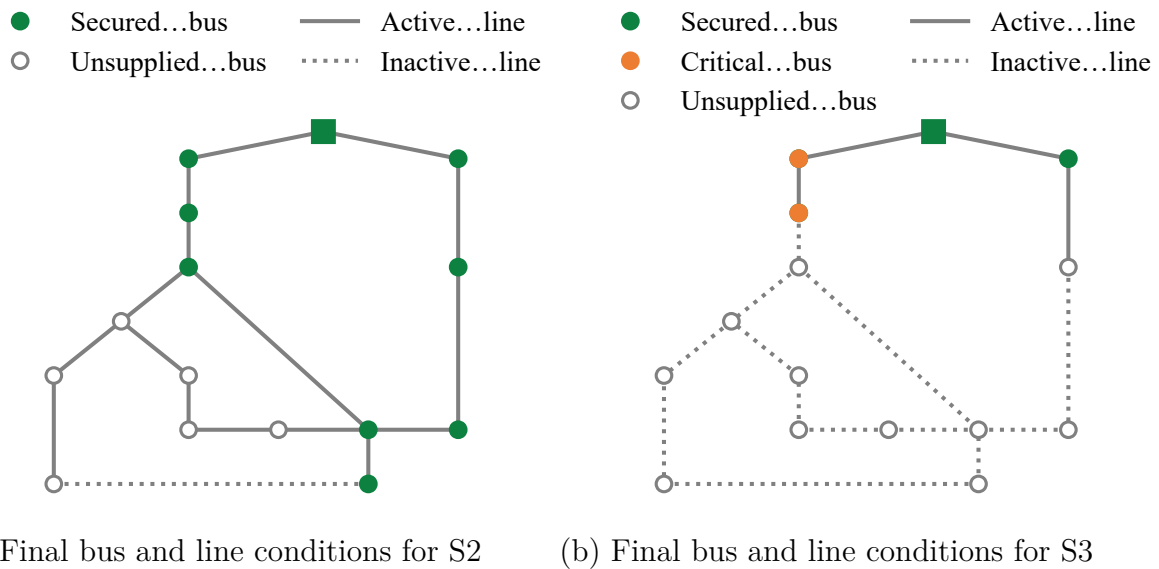 Secured…bus Active…line
Unsupplied…bus Inactive…line
Secured…bus Active…line
Critical…bus Inactive…line
Unsupplied…bus
Final bus and line conditions for S2
(b) Final bus and line conditions for S3